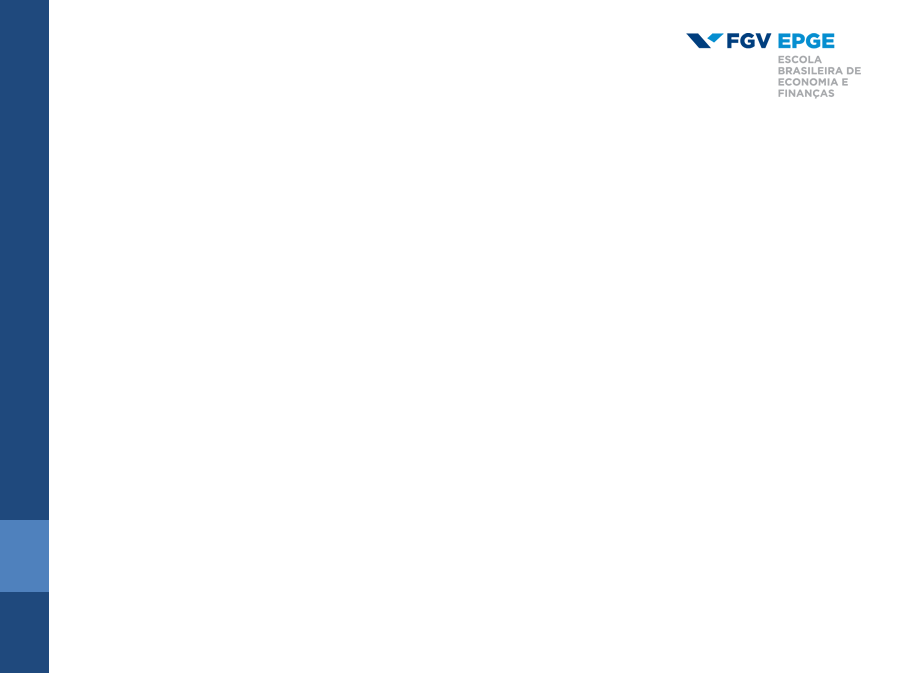 FGV EPGE
ESCOLA
BRASILEIRA DE
ECONOMIA E
FINANÇAS